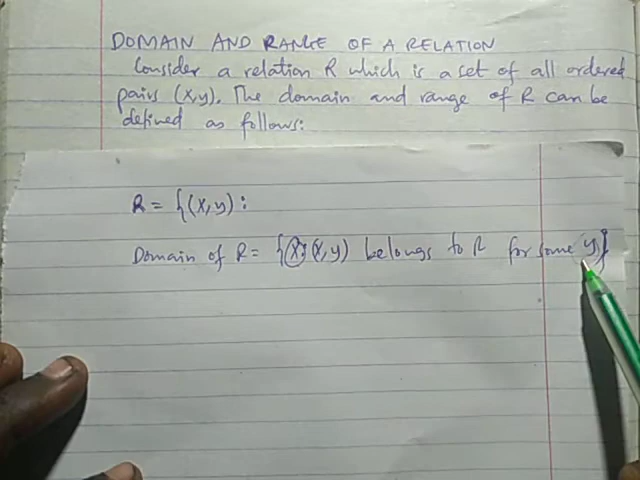 DOMAIN AND RANGE OF A RELATION
Consider a relation R which is a set of all ordered
pairs (x,y). The domain and range of R can be
defined as follows:
R = {(x,y):
Domain of R = {x: (x,y) belongs to R for some y}